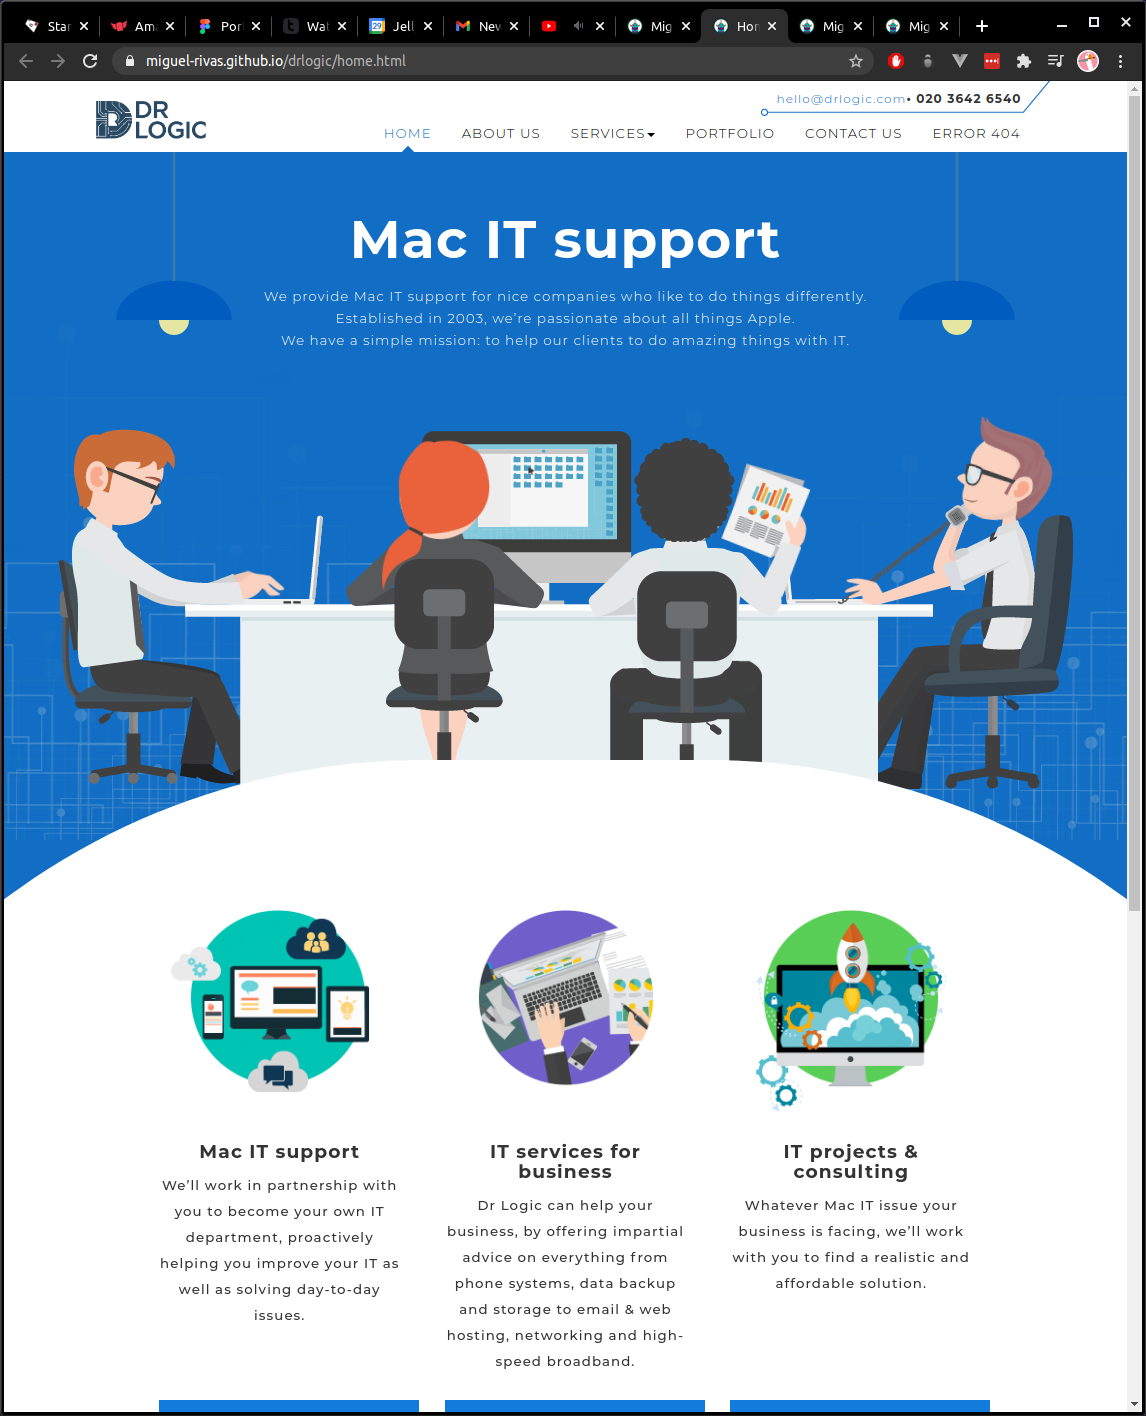 Star
Ama
Port
Wat
Jell
New
Mig
Hom
Mig
Mig
miguel-rivas.github.io/drlogic/home.html
DR
LOGIC
hello@drlogic.com• 020 3642 6540
HOME
ABOUT US
SERVICES
PORTFOLIO
CONTACT US
ERROR 404
Mac IT support
We provide Mac IT support for nice companies who like to do things differently.
Established in 2003, we’re passionate about all things Apple.
We have a simple mission: to help our clients to do amazing things with IT.
Mac IT support
We’ll work in partnership with
you to become your own IT
department, proactively
helping you improve your IT as
well as solving day-to-day
issues.
IT services for
business
Dr Logic can help your
business, by offering impartial
advice on everything from
phone systems, data backup
and storage to email & web
hosting, networking and high-
speed broadband.
IT projects &
consulting
Whatever Mac IT issue your
business is facing, we’ll work
with you to find a realistic and
affordable solution.